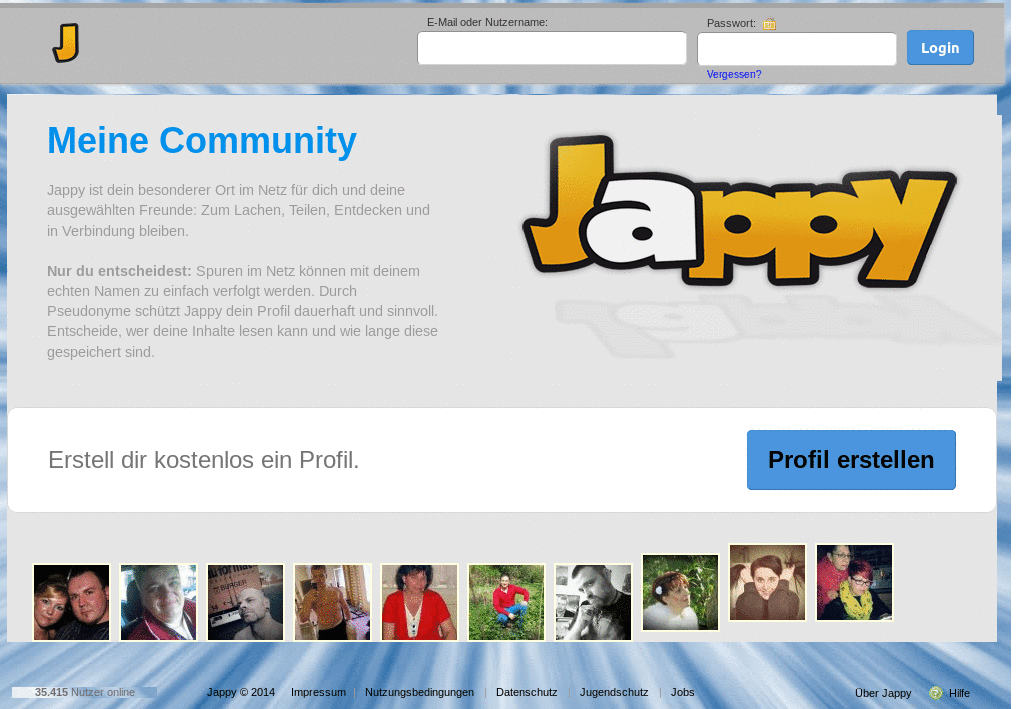 E-Mail oder Nutzername:
Passwort:
Login
Vergessen?
Meine Community
Jappy ist dein besonderer Ort im Netz für dich und deine
ausgewählten Freunde: Zum Lachen, Teilen, Entdecken und
in Verbindung bleiben.
Nur du entscheidest: Spuren im Netz können mit deinem
echten Namen zu einfach verfolgt werden. Durch
Pseudonyme schützt Jappy dein Profil dauerhaft und sinnvoll.
Entscheide, wer deine Inhalte lesen kann und wie lange diese
gespeichert sind.
Jappy
Erstell dir kostenlos ein Profil.
Profil erstellen
BURGER
35.415 Nutzer online
Jappy © 2014 Impressum | Nutzungsbedingungen | Datenschutz | Jugendschutz | Jobs
Über Jappy Hilfe